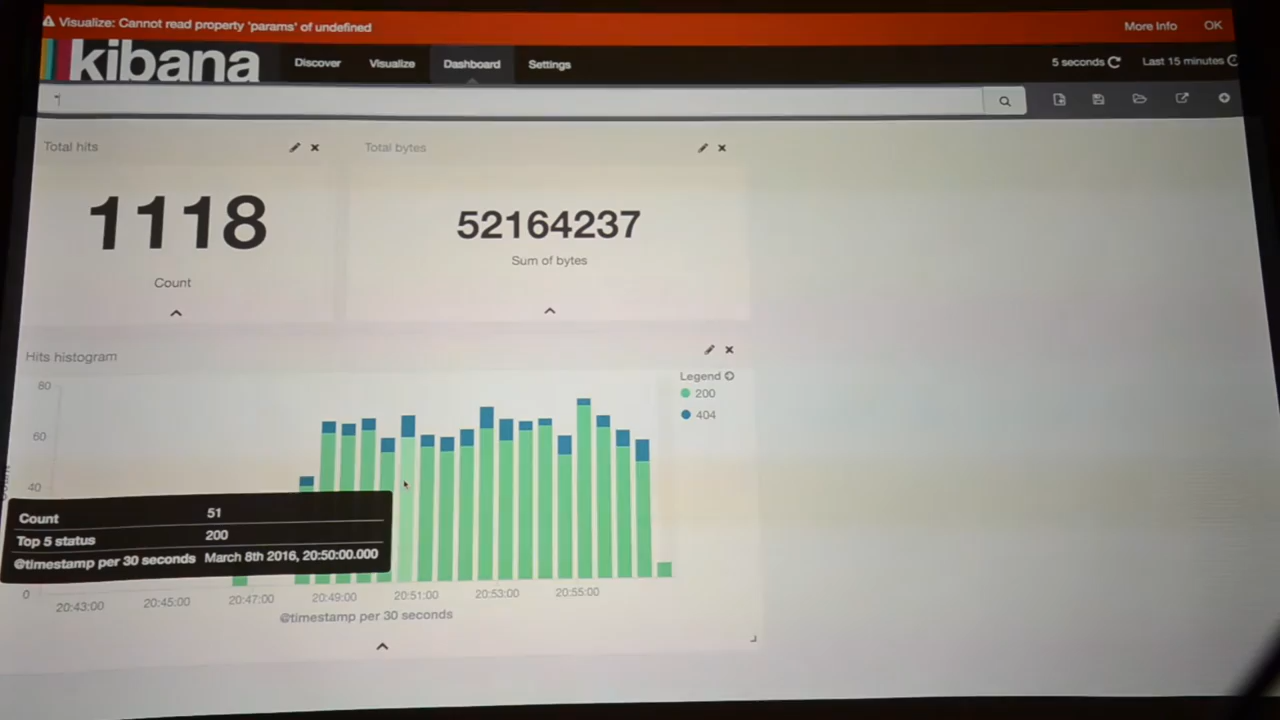 Visualize: Cannot read property 'params' of undefined More Info OK
kibana Discover Visualize Dashboard Settings 5 seconds Last 15 minutes
*
Total hits Total bytes
1118 52164237
Count Sum of bytes
Hits histogram
Legend
200
404
80
60
40
0
Count 51
Top 5 status 200
@timestamp per 30 seconds March 8th 2016, 20:50:00.000
20:43:00 20:45:00 20:47:00 20:49:00 20:51:00 20:53:00 20:55:00
@timestamp per 30 seconds